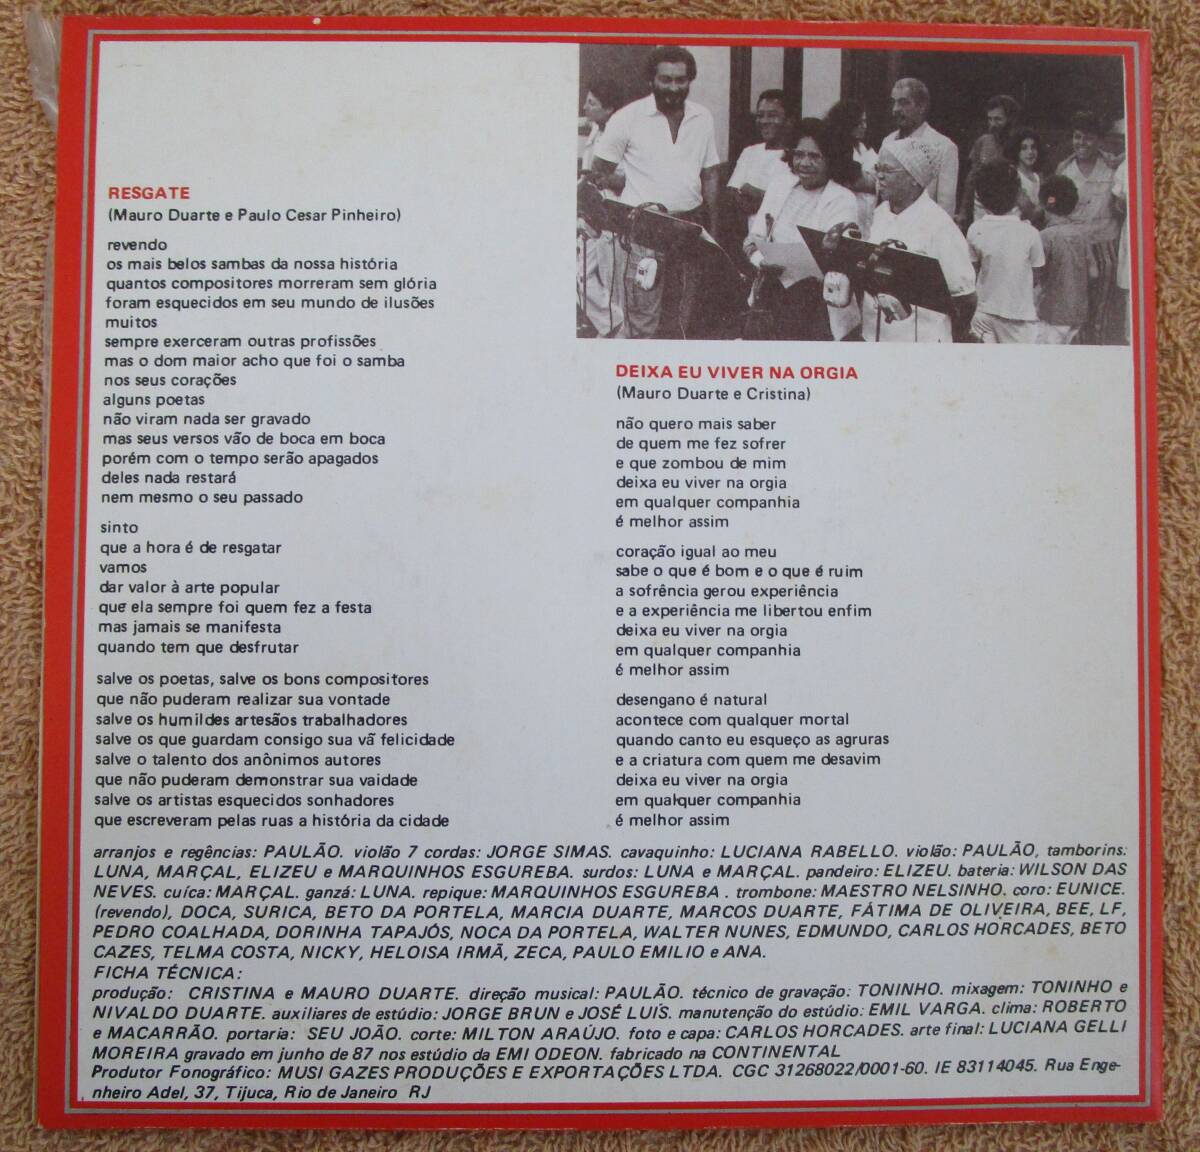 RESGATE
(Mauro Duarte e Paulo Cesar Pinheiro)
revendo
os mais belos sambas da nossa história
quantos compositores morreram sem glória
foram esquecidos em seu mundo de ilusões
muitos
sempre exerceram outras profissões
mas o dom maior acho que foi o samba
nos seus corações
alguns poetas
não viram nada ser gravado
mas seus versos vão de boca em boca
porém com o tempo serão apagados
deles nada restará
nem mesmo o seu passado
sinto
que a hora é de resgatar
vamos
dar valor à arte popular
que ela sempre foi quem fez a festa
mas jamais se manifesta
quando tem que desfrutar
salve os poetas, salve os bons compositores
que não puderam realizar sua vontade
salve os humildes artesãos trabalhadores
salve os que guardam consigo sua vã felicidade
salve o talento dos anônimos autores
que não puderam demonstrar sua vaidade
salve os artistas esquecidos sonhadores
que escreveram pelas ruas a história da cidade
DEIXA EU VIVER NA ORGIA
(Mauro Duarte e Cristina)
não quero mais saber
de quem me fez sofrer
e que zombou de mim
deixa eu viver na orgia
em qualquer companhia
é melhor assim
coração igual ao meu
sabe o que é bom e o que é ruim
a sofrência gerou experiência
e a experiência me libertou enfim
deixa eu viver na orgia
em qualquer companhia
é melhor assim
desengano é natural
acontece com qualquer mortal
quando canto eu esqueço as agruras
e a criatura com quem me desavim
deixa eu viver na orgia
em qualquer companhia
é melhor assim
arranjos e regências: PAULÃO. violão 7 cordas: JORGE SIMAS. cavaquinho: LUCIANA RABELLO. violão: PAULÃO, tamborins:
LUNA, MARÇAL, ELIZEU e MARQUINHOS ESGUREBA. surdos: LUNA e MARÇAL. pandeiro: ELIZEU. bateria: WILSON DAS
NEVES. cuíca: MARÇAL. ganzá: LUNA. repique: MARQUINHOS ESGUREBA . trombone: MAESTRO NELSINHO. coro: EUNICE.
(revendo), DOCA, SURICA, BETO DA PORTELA, MARCIA DUARTE, MARCOS DUARTE, FÁTIMA DE OLIVEIRA, BEE, LF,
PEDRO COALHADA, DORINHA TAPAJÓS, NOCA DA PORTELA, WALTER NUNES, EDMUNDO, CARLOS HORCADES, BETO
CAZES, TELMA COSTA, NICKY, HELOISA IRMÃ, ZECA, PAULO EMILIO e ANA.
FICHA TÉCNICA:
produção: CRISTINA e MAURO DUARTE. direção musical: PAULÃO. técnico de gravação: TONINHO. mixagem: TONINHO e
NIVALDO DUARTE. auxiliares de estúdio: JORGE BRUN e JOSÉ LUÍS. manutenção do estúdio: EMIL VARGA. clima: ROBERTO
e MACARRÃO. portaria: SEU JOÃO. corte: MILTON ARAÚJO. foto e capa: CARLOS HORCADES. arte final: LUCIANA GELLI
MOREIRA gravado em junho de 87 nos estúdio da EMI ODEON. fabricado na CONTINENTAL
Produtor Fonográfico: MUSI GAZES PRODUÇÕES E EXPORTAÇÕES LTDA. CGC 31268022/0001-60. IE 83114045. Rua Enge-
nheiro Adel, 37, Tijuca, Rio de Janeiro RJ